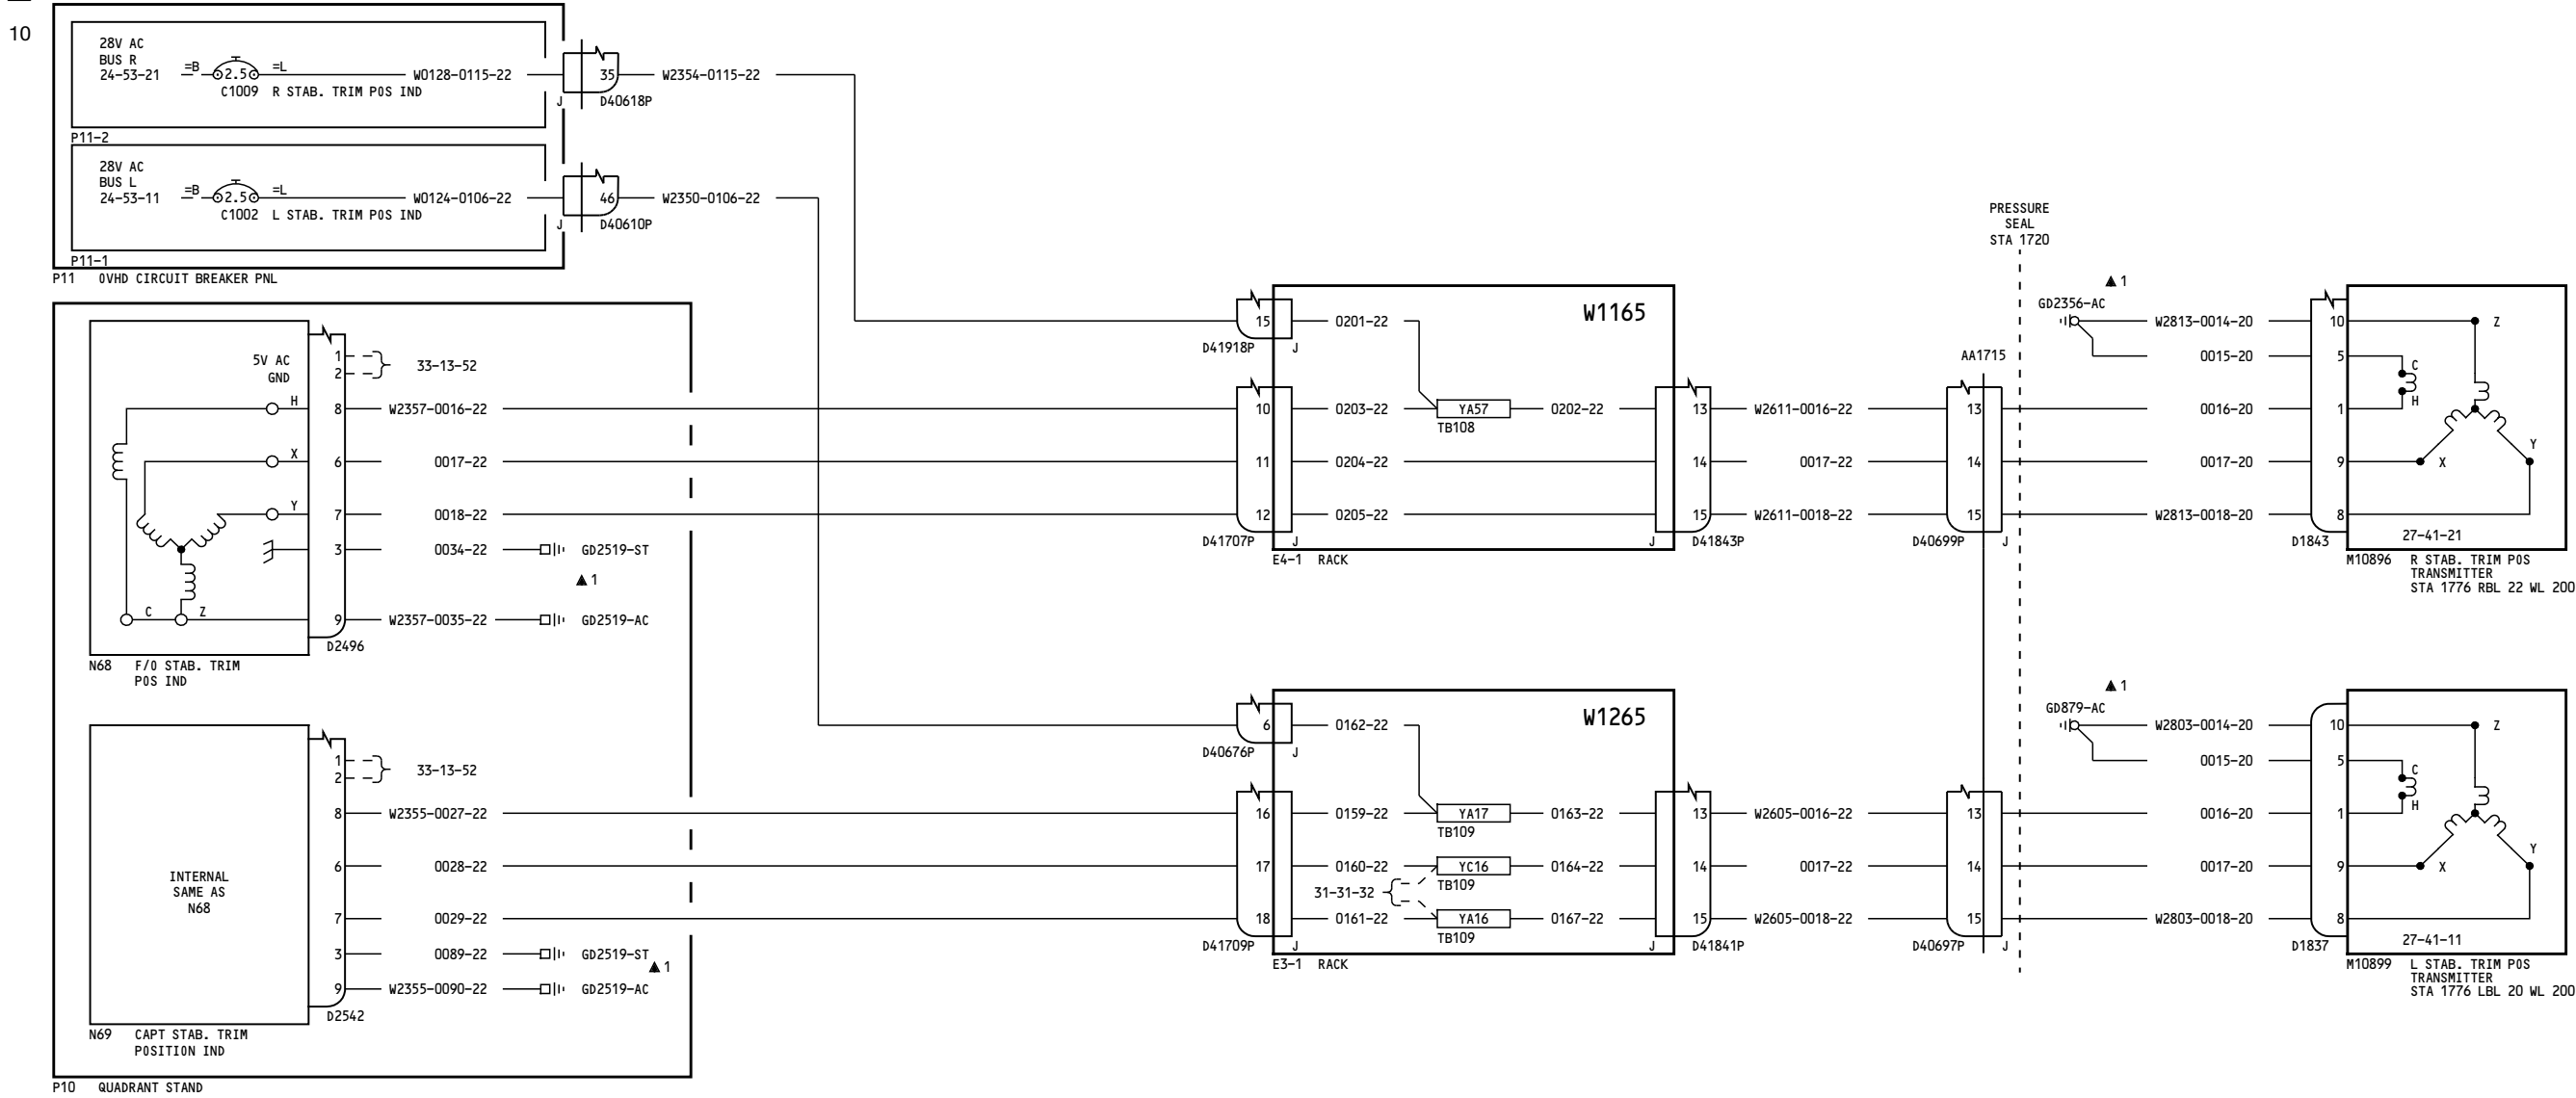 10
28V AC
BUS R
24-53-21 =B 2.5 =L W0128-0115-22 35 W2354-0115-22
C1009 R STAB. TRIM POS IND J D40618P
P11-2
28V AC
BUS L
24-53-11 =B 2.5 =L W0124-0106-22 46 W2350-0106-22
C1002 L STAB. TRIM POS IND J D40610P
P11-1
P11 OVHD CIRCUIT BREAKER PNL
PRESSURE
SEAL
STA 1720
5V AC
GND
1
2
33-13-52
H 8 W2357-0016-22
X 6 0017-22
Y 7 0018-22
3 0034-22 GD2519-ST
▲1
C Z 9 W2357-0035-22 GD2519-AC
D2496
N68 F/O STAB. TRIM
POS IND
1
2
33-13-52
8 W2355-0027-22
6 0028-22
7 0029-22
3 0089-22 GD2519-ST
▲1
9 W2355-0090-22 GD2519-AC
D2542
INTERNAL
SAME AS
N68
N69 CAPT STAB. TRIM
POSITION IND
P10 QUADRANT STAND
W1165
15 0201-22
D41918P J
10 0203-22 YA57 0202-22 13 W2611-0016-22 13 0016-20
TB108
11 0204-22 14 0017-22 14 0017-20
12 0205-22 15 W2611-0018-22 15 W2813-0018-20
D41707P J J D41843P D40699P J
E4-1 RACK
AA1715
▲1
GD2356-AC
W2813-0014-20 10 Z
0015-20 5 C
1 H
9 X
Y
8
D1843 27-41-21
M10896 R STAB. TRIM POS
TRANSMITTER
STA 1776 RBL 22 WL 200
W1265
6 0162-22
D40676P J
16 0159-22 YA17 0163-22 13 W2605-0016-22 13 0016-20
TB109
17 0160-22 YC16 0164-22 14 0017-22 14 0017-20
TB109
31-31-32
18 0161-22 YA16 0167-22 15 W2605-0018-22 15 W2803-0018-20
TB109
D41709P J J D41841P D40697P J
E3-1 RACK
▲1
GD879-AC
W2803-0014-20 10 Z
0015-20 5 C
1 H
9 X
Y
8
D1837 27-41-11
M10899 L STAB. TRIM POS
TRANSMITTER
STA 1776 LBL 20 WL 200